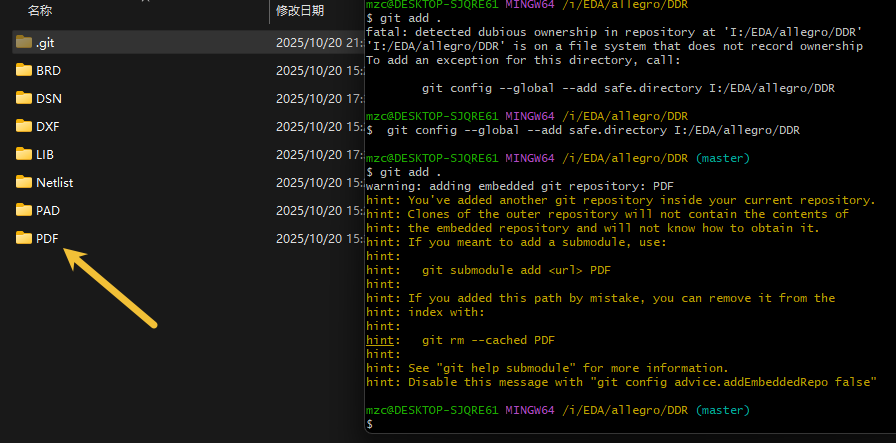 名称
修改日期
.git
2025/10/20 21:
BRD
2025/10/20 15:
DSN
2025/10/20 17:
DXF
2025/10/20 15:
LIB
2025/10/20 17:
Netlist
2025/10/20 15:
PAD
2025/10/20 15:
PDF
2025/10/20 15:
mzc@DESKTOP-SJQRE61 MINGW64 /i/EDA/allegro/DDR
$ git add .
fatal: detected dubious ownership in repository at 'I:/EDA/allegro/DDR'
'I:/EDA/allegro/DDR' is on a file system that does not record ownership
To add an exception for this directory, call:
git config --global --add safe.directory I:/EDA/allegro/DDR
mzc@DESKTOP-SJQRE61 MINGW64 /i/EDA/allegro/DDR
$  git config --global --add safe.directory I:/EDA/allegro/DDR
mzc@DESKTOP-SJQRE61 MINGW64 /i/EDA/allegro/DDR (master)
$ git add .
warning: adding embedded git repository: PDF
hint: You've added another git repository inside your current repository.
hint: Clones of the outer repository will not contain the contents of
hint: the embedded repository and will not know how to obtain it.
hint: If you meant to add a submodule, use:
hint:
hint:   git submodule add <url> PDF
hint:
hint: If you added this path by mistake, you can remove it from the
hint: index with:
hint:
hint:   git rm --cached PDF
hint:
hint: See "git help submodule" for more information.
hint: Disable this message with "git config advice.addEmbeddedRepo false"
mzc@DESKTOP-SJQRE61 MINGW64 /i/EDA/allegro/DDR (master)
$